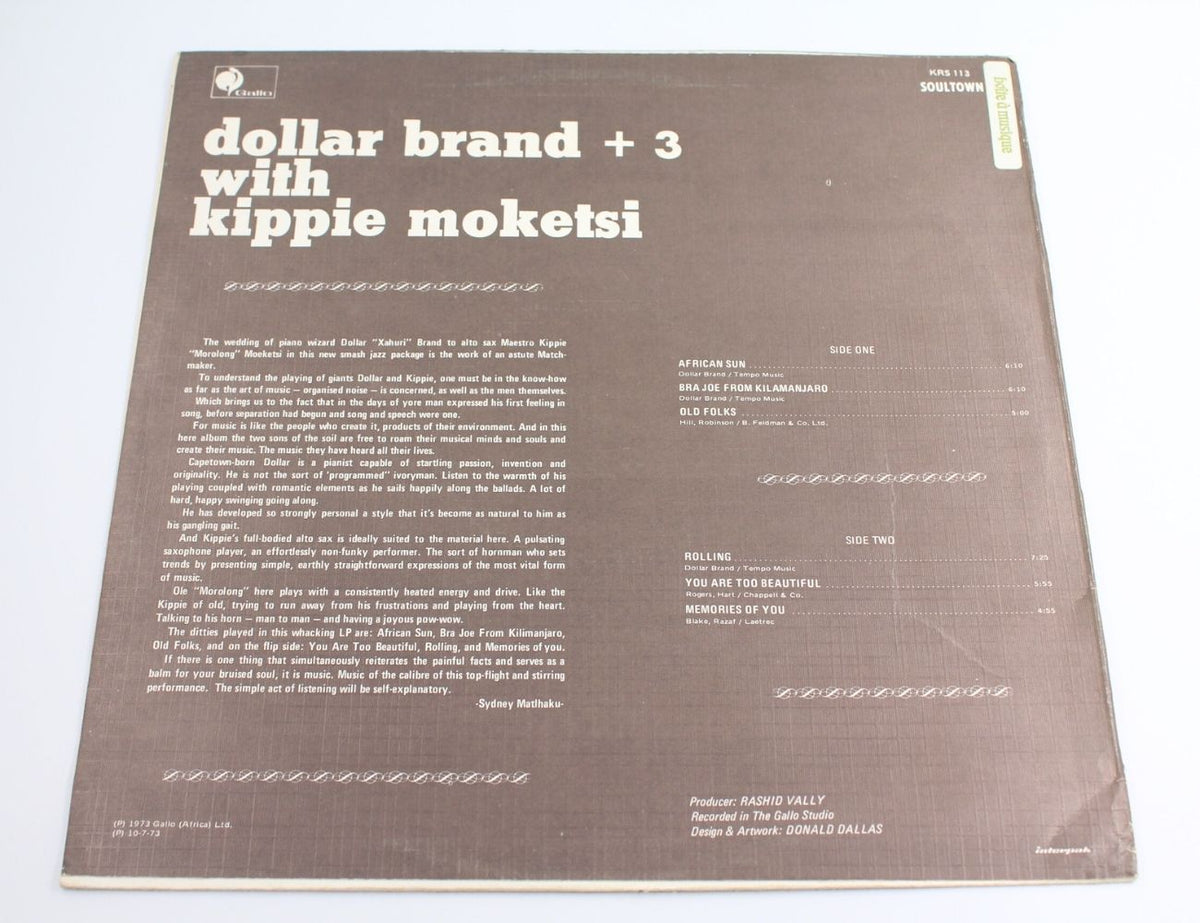 Gallo
KRS 113
SOULTOWN
boîte à musique
dollar brand + 3
with
kippie moketsi
The wedding of piano wizard Dollar "Xahuri" Brand to alto sax Maestro Kippie
"Morolong" Moeketsi in this new smash jazz package is the work of an astute Match-
maker.
To understand the playing of giants Dollar and Kippie, one must be in the know-how
as far as the art of music – organised noise – is concerned, as well as the men themselves.
Which brings us to the fact that in the days of yore man expressed his first feeling in
song, before separation had begun and song and speech were one.
For music is like the people who create it, products of their environment. And in this
here album the two sons of the soil are free to roam their musical minds and souls and
create their music. The music they have heard all their lives.
Capetown-born Dollar is a pianist capable of startling passion, invention and
originality. He is not the sort of 'programmed" ivoryman. Listen to the warmth of his
playing coupled with romantic elements as he sails happily along the ballads. A lot of
hard, happy swinging going along.
He has developed so strongly personal a style that it's become as natural to him as
his gangling gait.
And Kippie's full-bodied alto sax is ideally suited to the material here. A pulsating
saxophone player, an effortlessly non-funky performer. The sort of hornman who sets
trends by presenting simple, earthly straightforward expressions of the most vital form
of music.
Ole "Morolong" here plays with a consistently heated energy and drive. Like the
Kippie of old, trying to run away from his frustrations and playing from the heart.
Talking to his horn – man to man – and having a joyous pow-wow.
The ditties played in this whacking LP are: African Sun, Bra Joe From Kilimanjaro,
Old Folks, and on the flip side: You Are Too Beautiful, Rolling, and Memories of you.
If there is one thing that simultaneously reiterates the painful facts and serves as a
balm for your bruised soul, it is music. Music of the calibre of this top-flight and stirring
performance. The simple act of listening will be self-explanatory.
-Sydney Matlhaku-
(P) 1973 Gallo (Africa) Ltd.
(P) 10-7-73
SIDE ONE
AFRICAN SUN 6:10
Dollar Brand / Tempo Music
BRA JOE FROM KILAMANJARO 6:10
Dollar Brand / Tempo Music
OLD FOLKS 5:00
Hill, Robinson / B. Feldman & Co. Ltd.
SIDE TWO
ROLLING 7:25
Dollar Brand / Tempo Music
YOU ARE TOO BEAUTIFUL 5:55
Rogers, Hart / Chappell & Co.
MEMORIES OF YOU 4:55
Blake, Razaf / Laetrec
Producer: RASHID VALLY
Recorded in The Gallo Studio
Design & Artwork: DONALD DALLAS
interpak